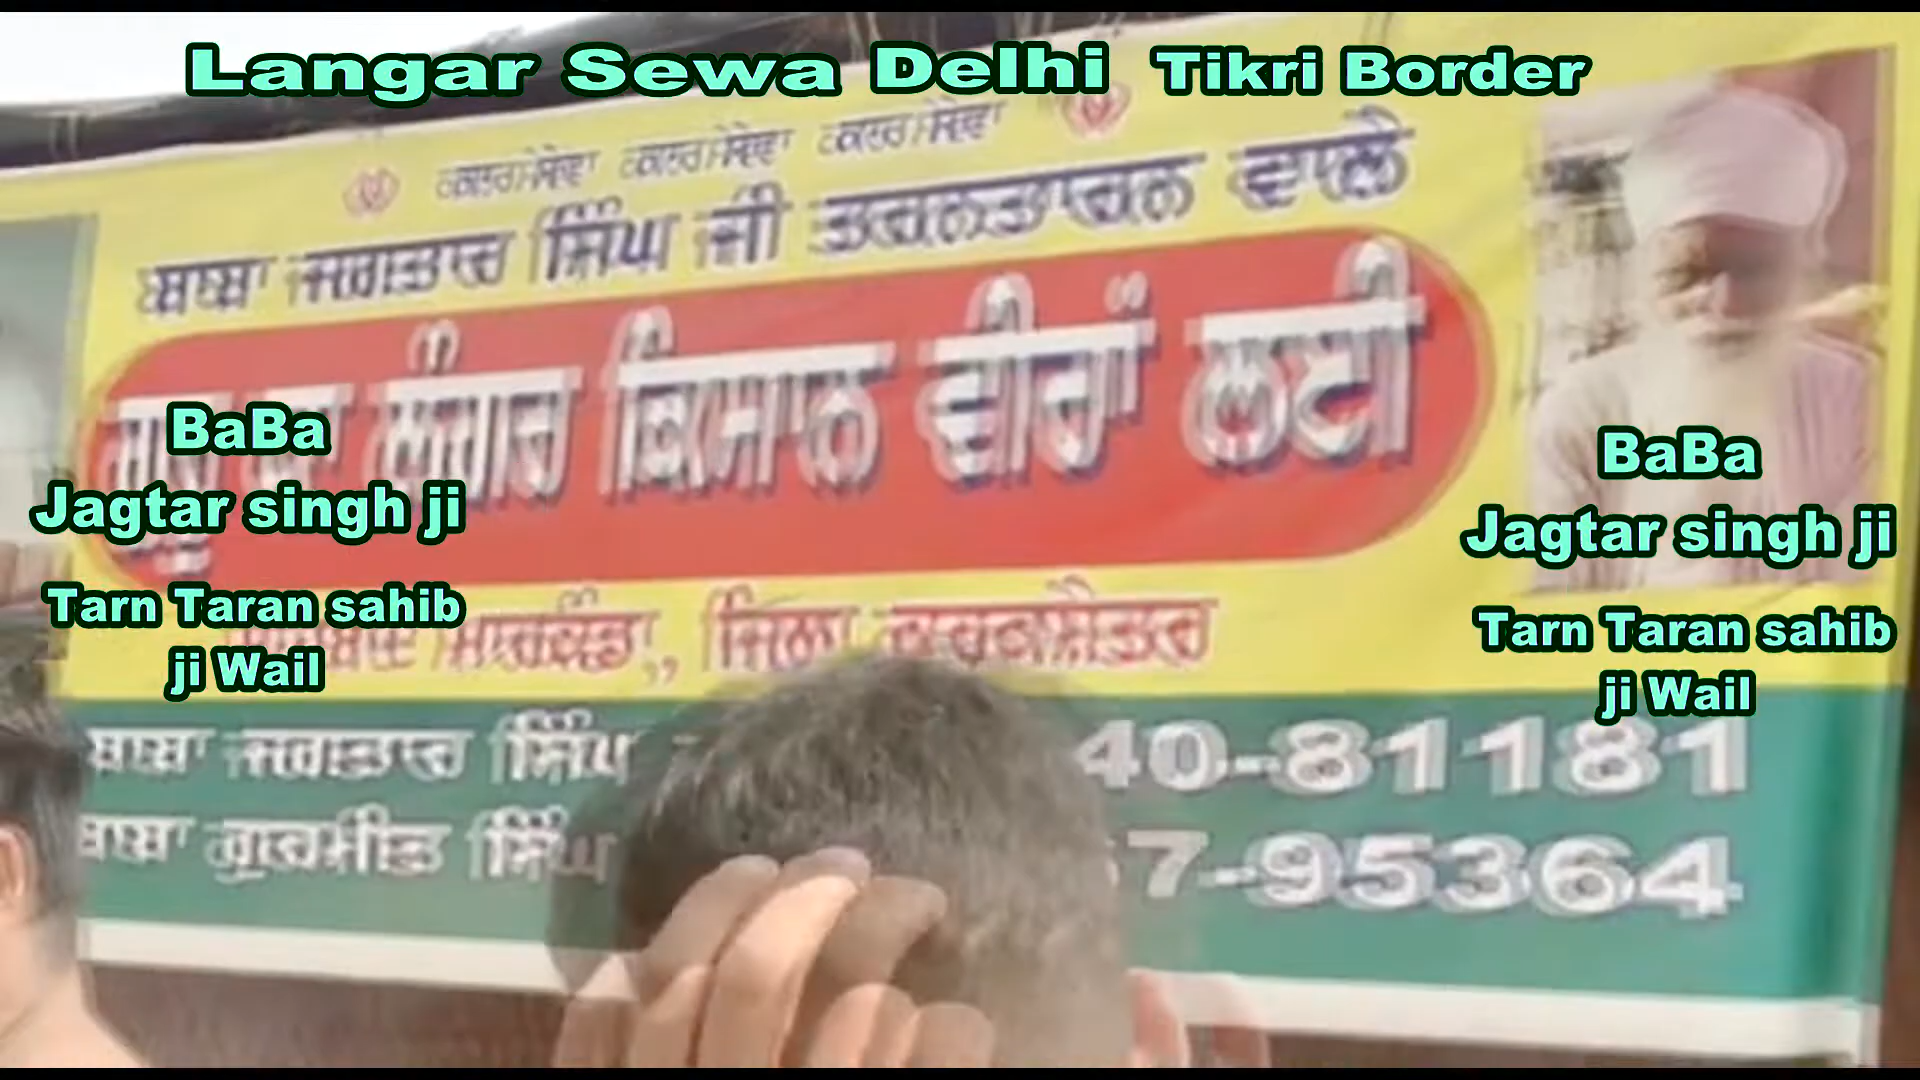 Langar Sewa Delhi Tikri Border
ਕਾਰ ਸੇਵਾ ਕਾਰ ਸੇਵਾ ਕਾਰ ਸੇਵਾ
ਬਾਬਾ ਜਗਤਾਰ ਸਿੰਘ ਜੀ ਤਰਨਤਾਰਨ ਵਾਲੇ
ਗੁਰੂ ਕਾ ਲੰਗਰ ਕਿਸਾਨ ਵੀਰਾਂ ਲਈ
BaBa
Jagtar singh ji
Tarn Taran sahib
ji Wail
BaBa
Jagtar singh ji
Tarn Taran sahib
ji Wail
ਜਿਲਾ
ਬਾਬਾ ਜਗਤਾਰ ਸਿੰਘ 40-81181
ਬਾਬਾ ਗੁਰਮੀਤ ਸਿੰਘ 7-95364